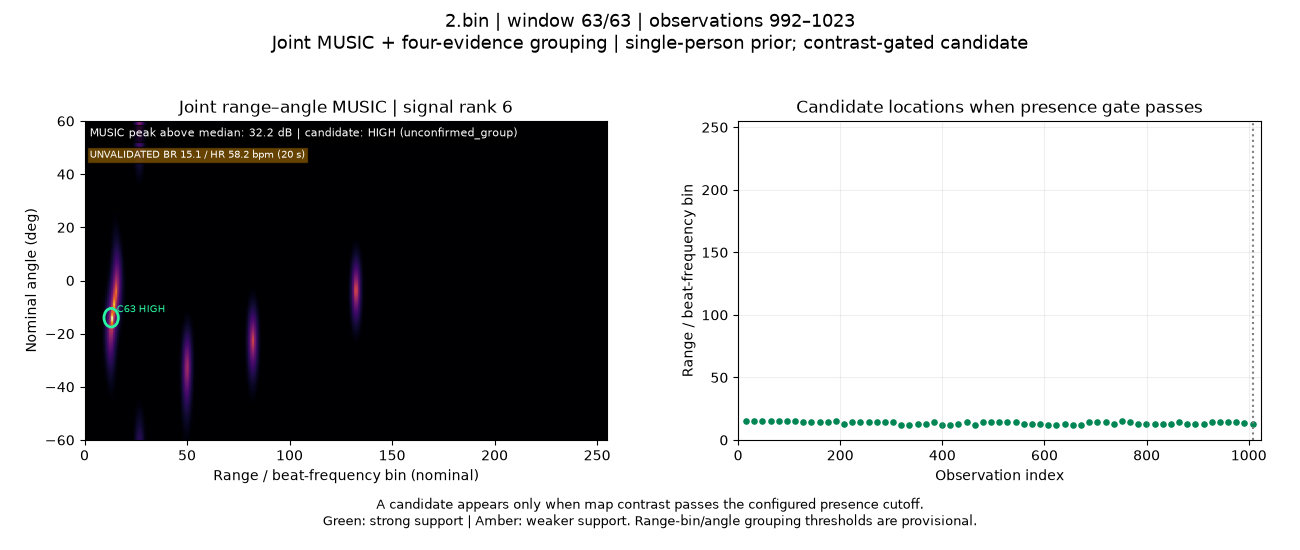 2.bin | window 63/63 | observations 992–1023
Joint MUSIC + four-evidence grouping | single-person prior; contrast-gated candidate
Joint range–angle MUSIC | signal rank 6
MUSIC peak above median: 32.2 dB | candidate: HIGH (unconfirmed_group)
UNVALIDATED BR 15.1 / HR 58.2 bpm (20 s)
C63 HIGH
60
40
20
0
−20
−40
−60
Nominal angle (deg)
0
50
100
150
200
250
Range / beat-frequency bin (nominal)
Candidate locations when presence gate passes
250
200
150
100
50
0
Range / beat-frequency bin
0
200
400
600
800
1000
Observation index
A candidate appears only when map contrast passes the configured presence cutoff.
Green: strong support | Amber: weaker support. Range-bin/angle grouping thresholds are provisional.